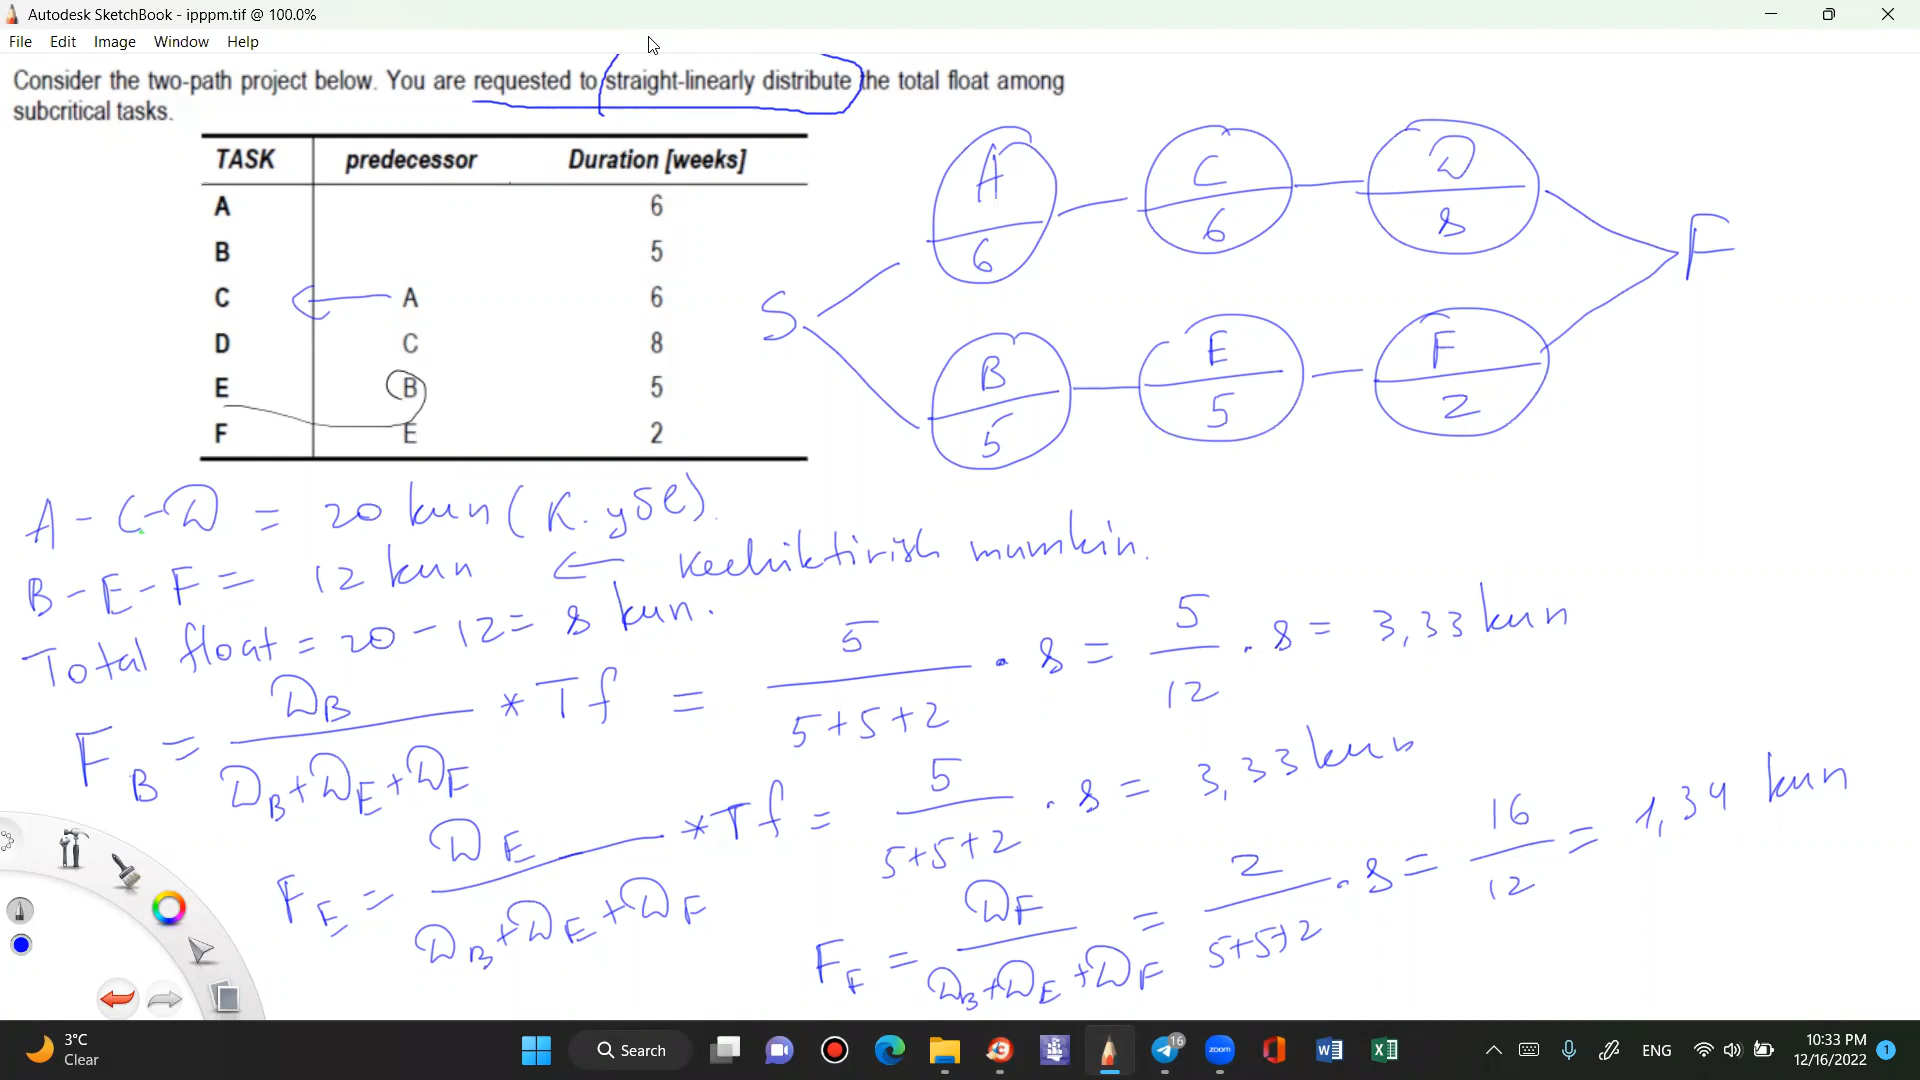 Autodesk SketchBook - ipppm.tif @ 100.0%
File Edit Image Window Help
Consider the two-path project below. You are requested to straight-linearly distribute the total float among
subcritical tasks.
TASK predecessor Duration [weeks]
A 6
B 5
C A 6
D C 8
E B 5
F E 2
S
A
6
C
6
D
8
F
B
5
E
5
F
2
A - C - D = 20 kun (K. yõl).
B - E - F = 12 kun ← kechiktirish mumkin.
Total float = 20 - 12 = 8 kun.
F_B = D_B / D_B + D_E + D_F * Tf = 5 / 5+5+2 . 8 = 5 / 12 . 8 = 3,33 kun
F_E = D_E / D_B + D_E + D_F * Tf = 5 / 5+5+2 . 8 = 3,33 kun
F_F = D_F / D_B + D_E + D_F = 2 / 5+5+2 . 8 = 16 / 12 = 1,34 kun
3°C
Clear
Search
16
zoom
ENG
10:33 PM
12/16/2022
1